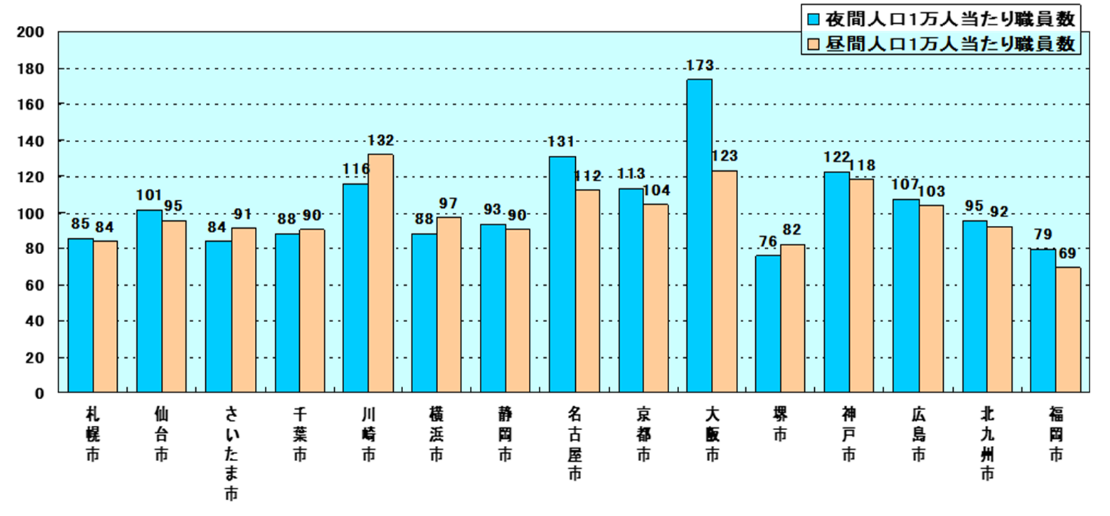 夜間人口1万人当たり職員数
昼間人口1万人当たり職員数
200
180
160
140
120
100
80
60
40
20
0
85 84
101 95
84 91
88 90
116 132
88 97
93 90
131 112
113 104
173 123
76 82
122 118
107 103
95 92
79 69
札幌市
仙台市
さいたま市
千葉市
川崎市
横浜市
静岡市
名古屋市
京都市
大阪市
堺市
神戸市
広島市
北九州市
福岡市